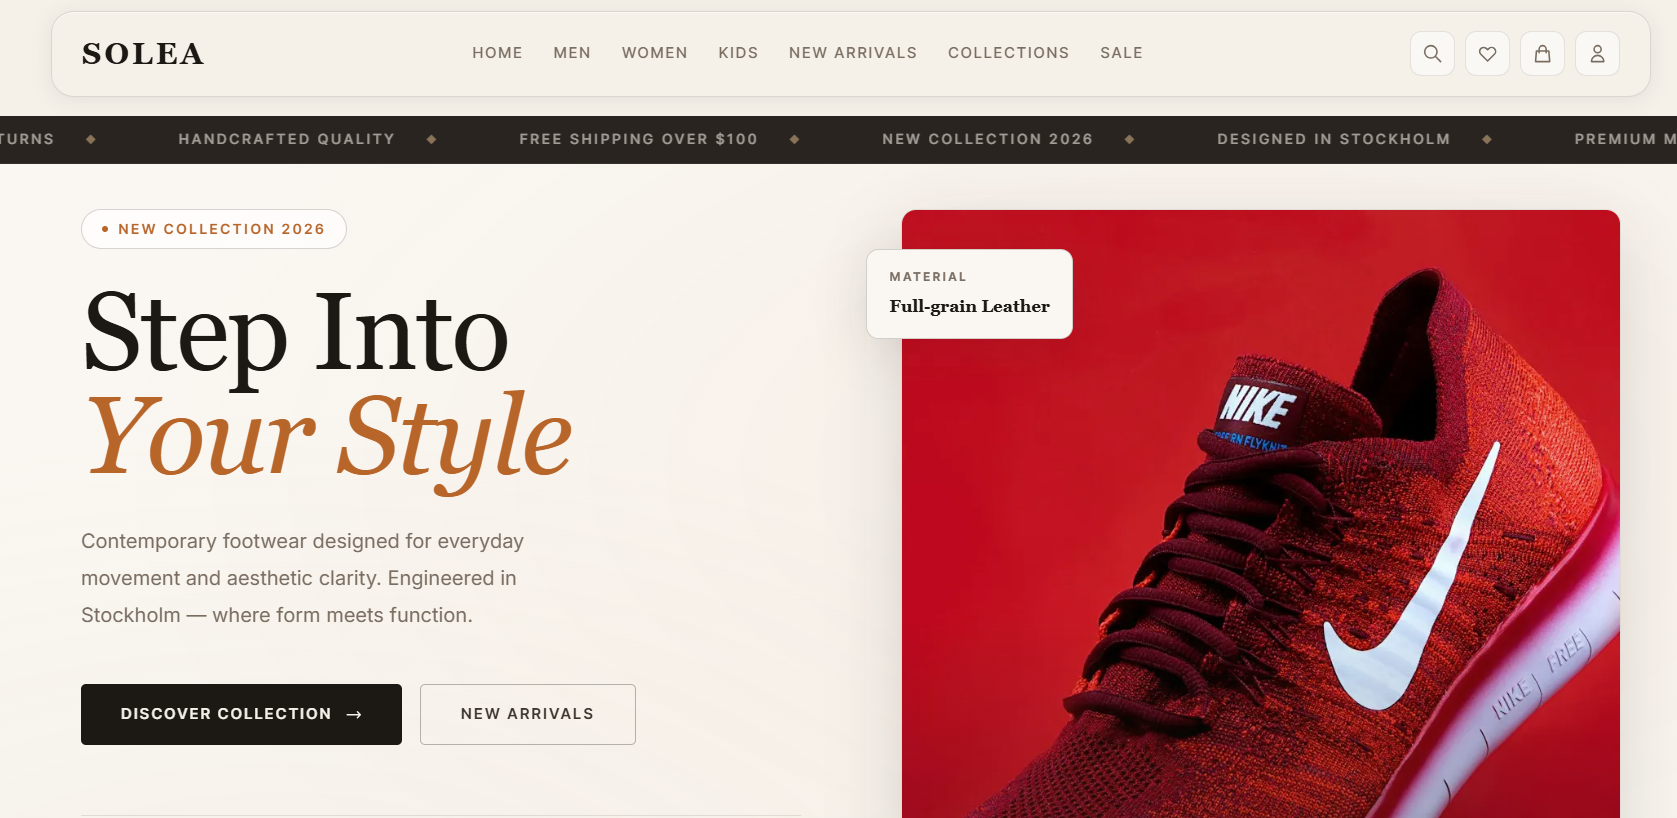 SOLEA
HOME MEN WOMEN KIDS NEW ARRIVALS COLLECTIONS SALE
TURNS ◆ HANDCRAFTED QUALITY ◆ FREE SHIPPING OVER $100 ◆ NEW COLLECTION 2026 ◆ DESIGNED IN STOCKHOLM ◆ PREMIUM M
• NEW COLLECTION 2026
Step Into
Your Style
Contemporary footwear designed for everyday
movement and aesthetic clarity. Engineered in
Stockholm — where form meets function.
DISCOVER COLLECTION →
NEW ARRIVALS
MATERIAL
Full-grain Leather
NIKE
FLYKNIT
NIKE FREE